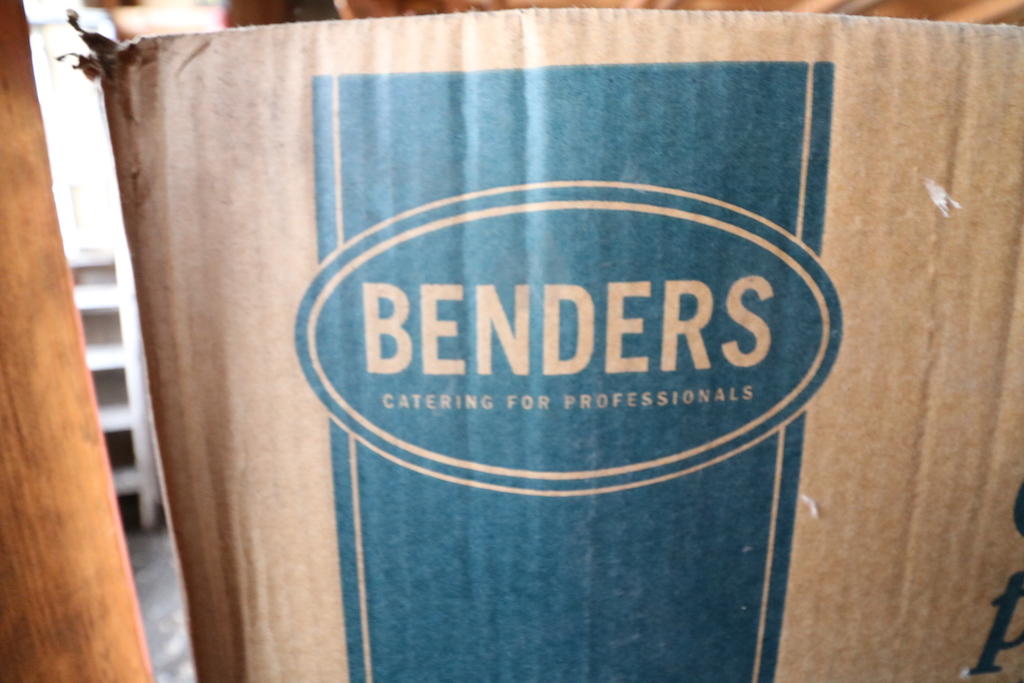 BENDERS
CATERING FOR PROFESSIONALS